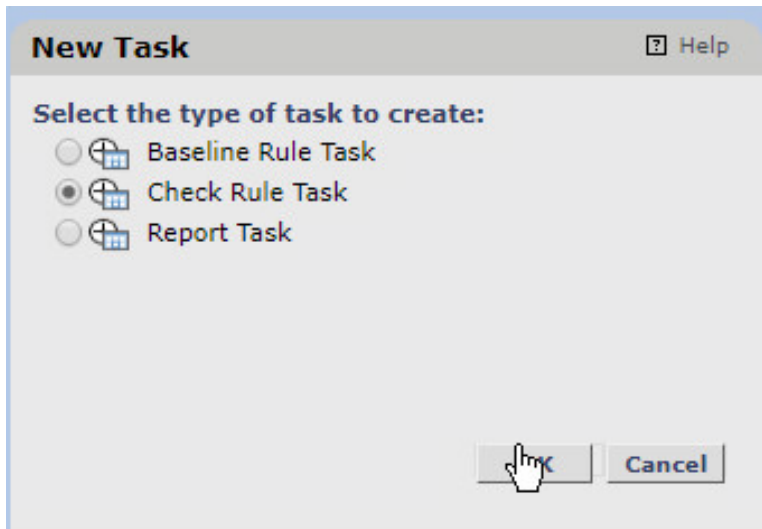 New Task
? Help
Select the type of task to create:
Baseline Rule Task
Check Rule Task
Report Task
Cancel